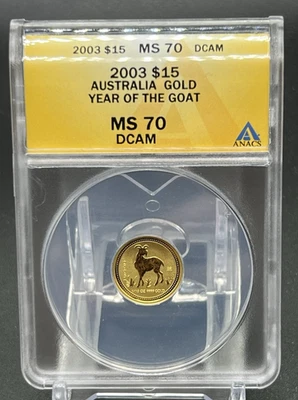 2003 $15 MS 70 DCAM
2003 $15
AUSTRALIA GOLD
YEAR OF THE GOAT
MS 70
DCAM
ANACS